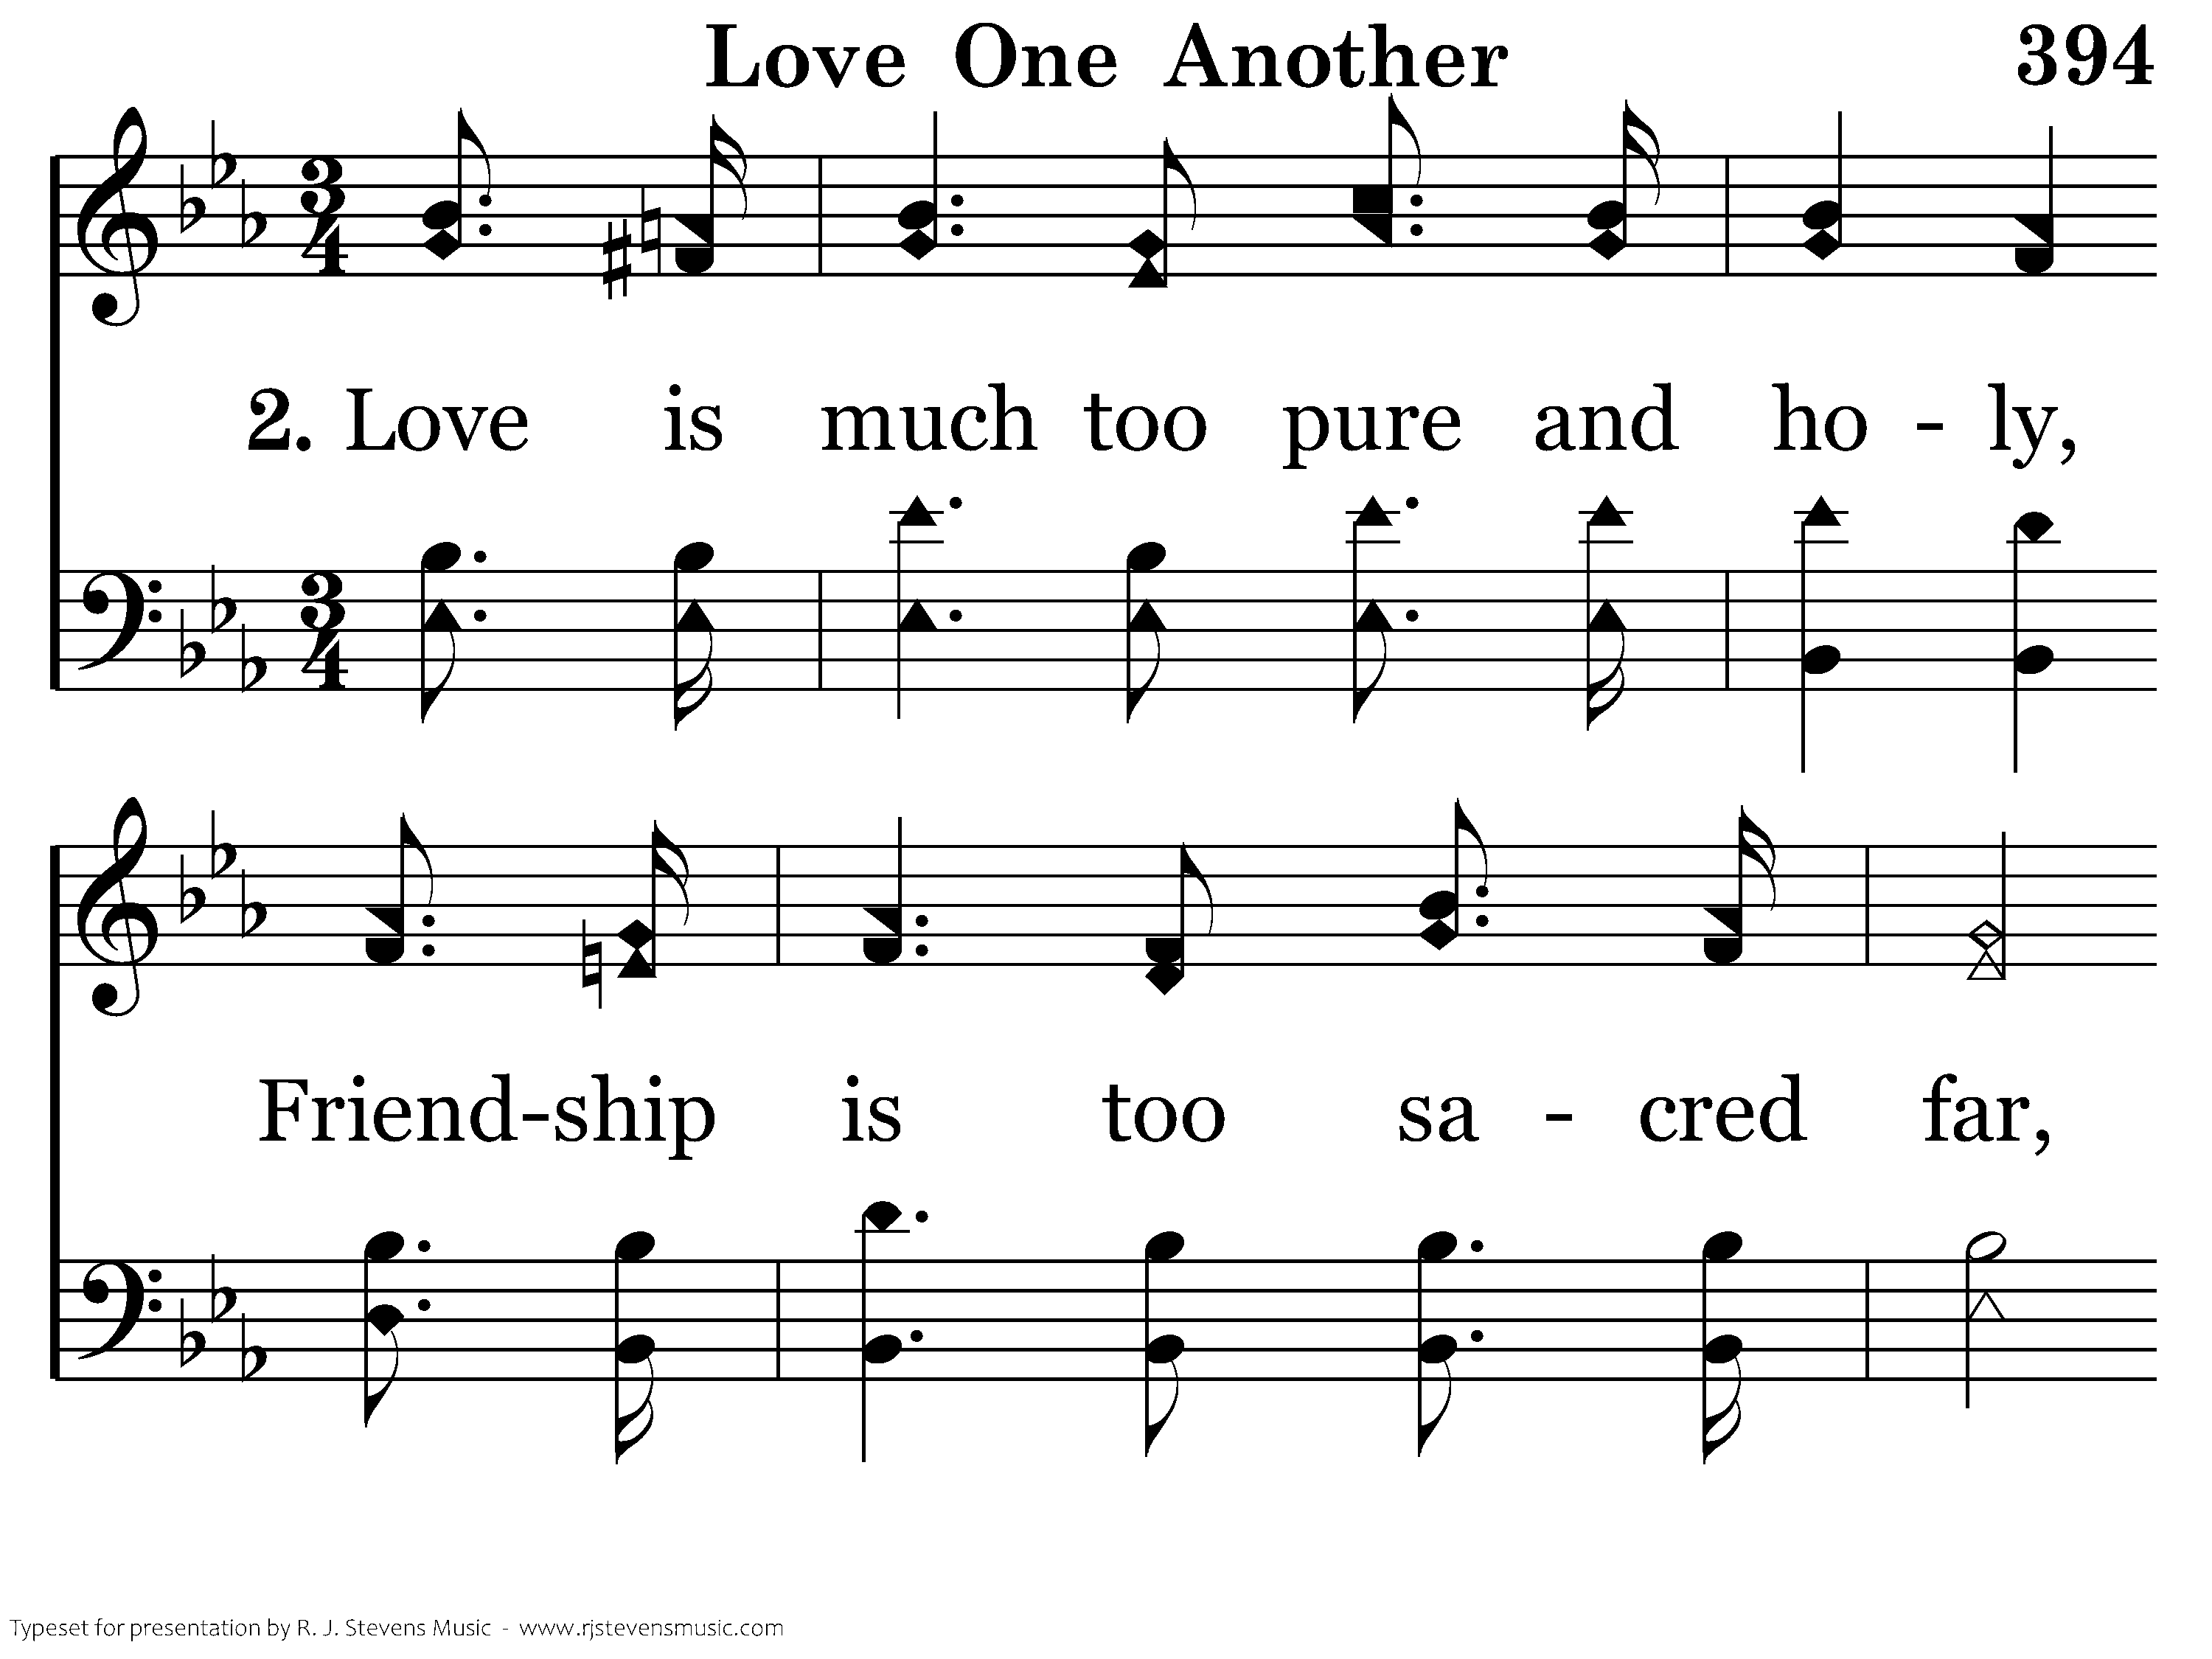 Love One Another 394
2. Love is much too pure and ho - ly,
Friend-ship is too sa - cred far,
Typeset for presentation by R. J. Stevens Music - www.rjstevensmusic.com